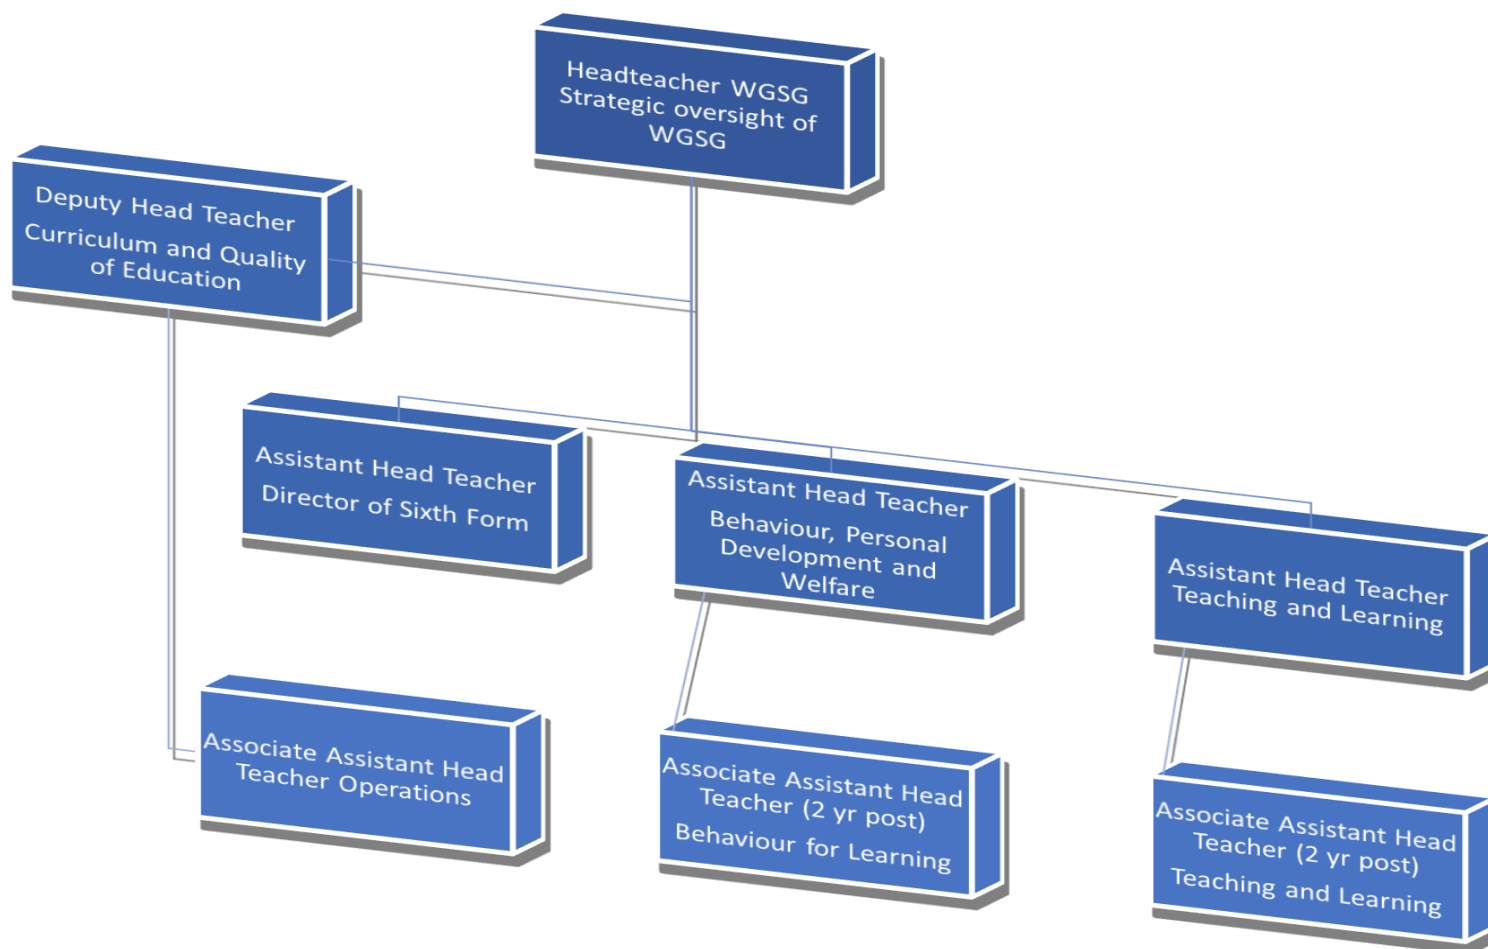 Headteacher WGSG
Strategic oversight of
WGSG
Deputy Head Teacher
Curriculum and Quality
of Education
Assistant Head Teacher
Director of Sixth Form
Assistant Head Teacher
Behaviour, Personal
Development and
Welfare
Assistant Head Teacher
Teaching and Learning
Associate Assistant Head
Teacher Operations
Associate Assistant Head
Teacher (2 yr post)
Behaviour for Learning
Associate Assistant Head
Teacher (2 yr post)
Teaching and Learning